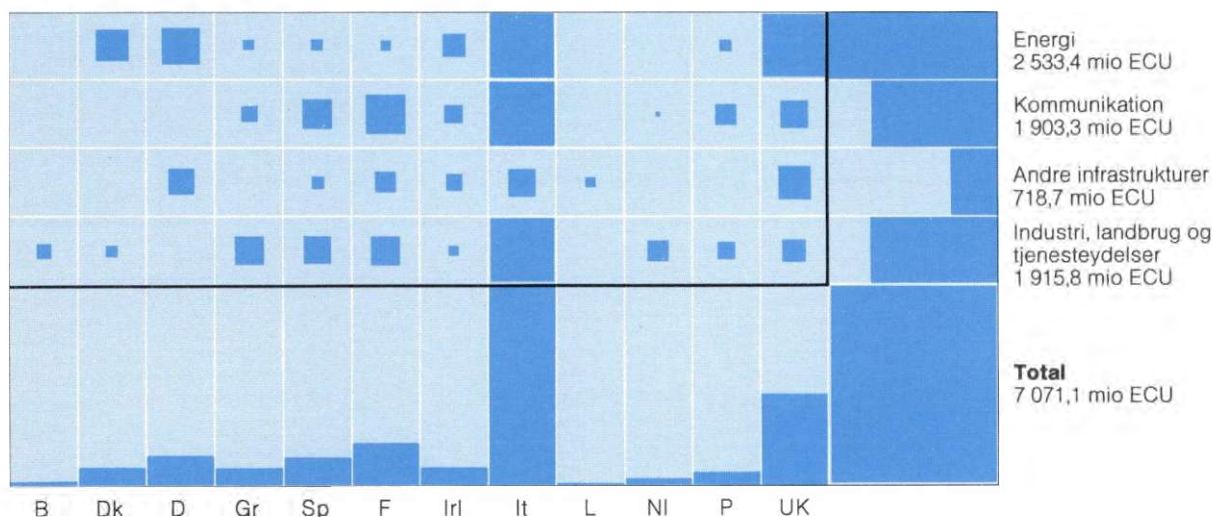 Energi
2 533,4 mio ECU
Kommunikation
1 903,3 mio ECU
Andre infrastrukturer
718,7 mio ECU
Industri, landbrug og
tjenesteydelser
1 915,8 mio ECU
Total
7 071,1 mio ECU
B Dk D Gr Sp F Irl It L Nl P UK